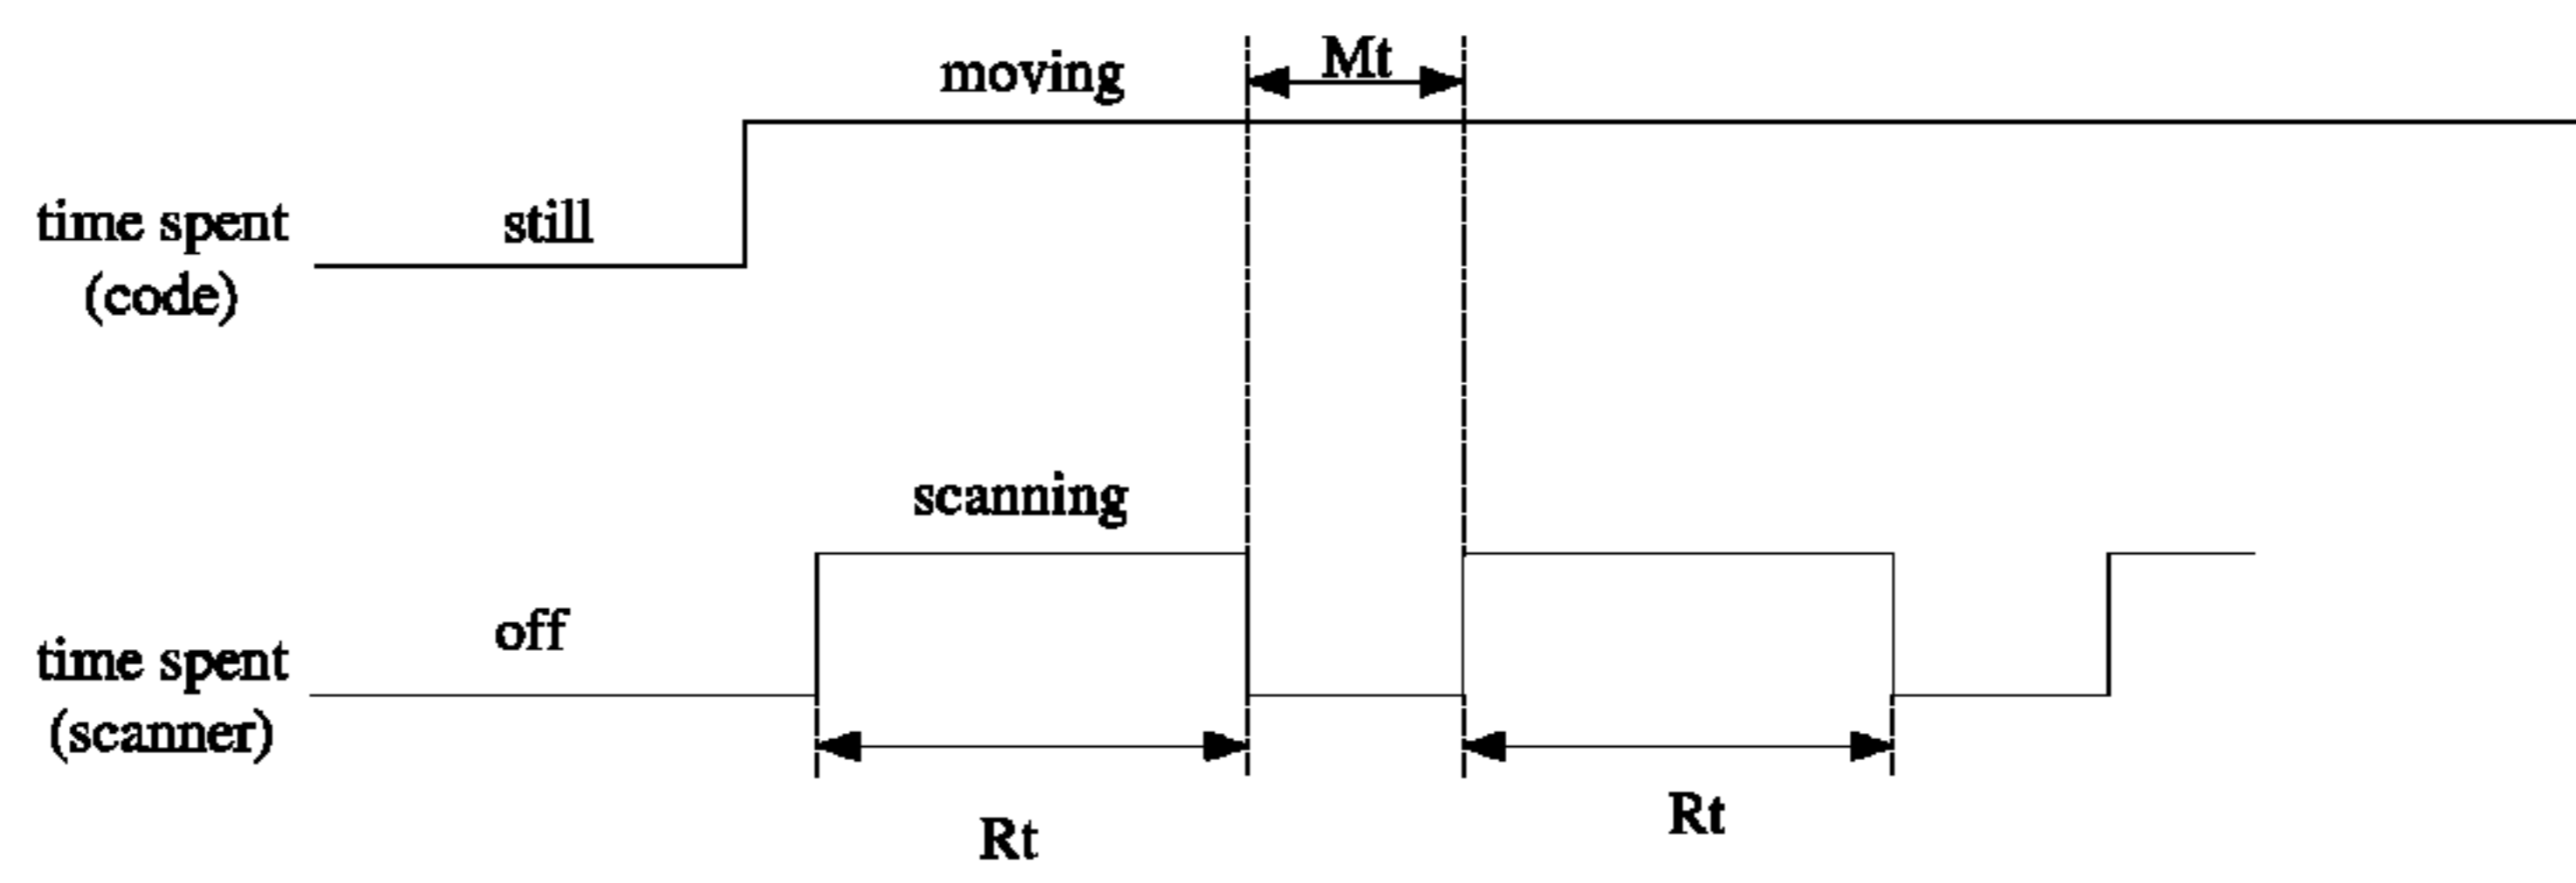 moving
Mt
still
time spent
(code)
scanning
off
time spent
(scanner)
Rt
Rt